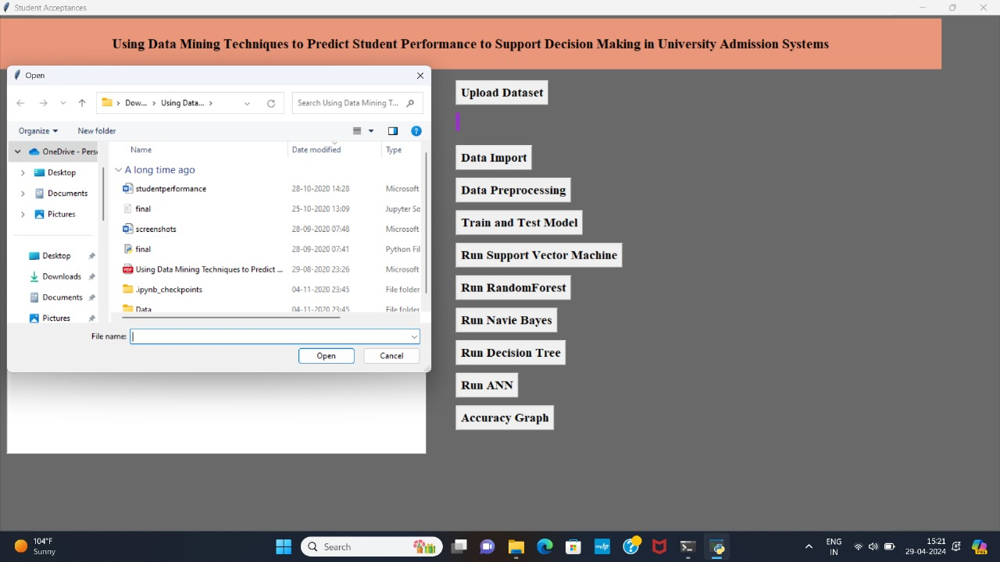 Student Acceptances
Using Data Mining Techniques to Predict Student Performance to Support Decision Making in University Admission Systems
Open
Dow... Using Data...
Search Using Data Mining T...
Organize New folder
OneDrive - Pers
Desktop
Documents
Pictures
Desktop
Downloads
Documents
Pictures
Name Date modified Type
A long time ago
studentperformance 28-10-2020 14:28 Microsoft
final 25-10-2020 13:09 Jupyter So
screenshots 28-09-2020 07:48 Microsoft
final 28-09-2020 07:41 Python Fil
PDF Using Data Mining Techniques to Predict ... 29-08-2020 23:26 Microsoft
.ipynb_checkpoints 04-11-2020 23:45 File folder
Data 04-11-2020 23:45 File folder
File name:
Open Cancel
Upload Dataset
Data Import
Data Preprocessing
Train and Test Model
Run Support Vector Machine
Run RandomForest
Run Navie Bayes
Run Decision Tree
Run ANN
Accuracy Graph
104°F
Sunny
Search
ENG
IN
15:21
29-04-2024